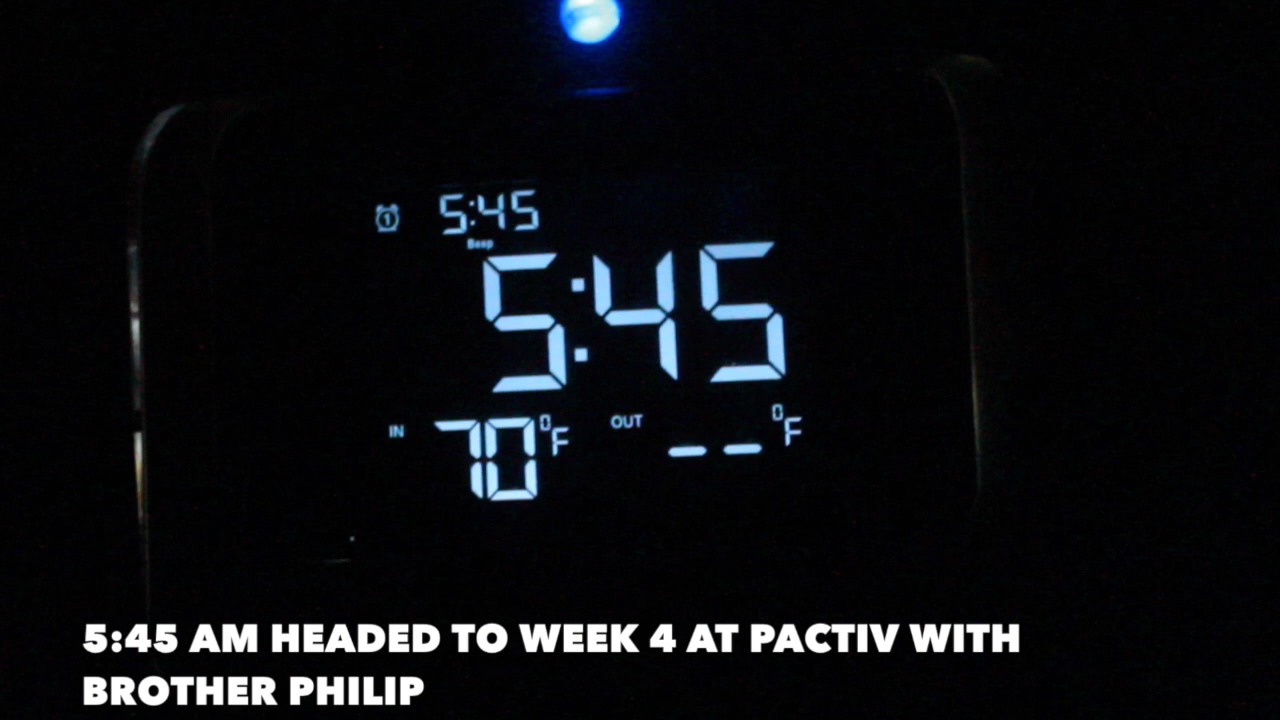 1 5:45
Beep
5:45
IN 70°F OUT -- °F
5:45 AM HEADED TO WEEK 4 AT PACTIV WITH
BROTHER PHILIP